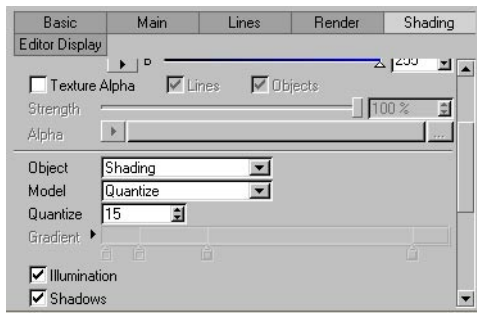 Basic Main Lines Render Shading
Editor Display
B 255
Texture Alpha Lines Objects
Strength 100 %
Alpha ...
Object Shading
Model Quantize
Quantize 15
Gradient
Illumination
Shadows